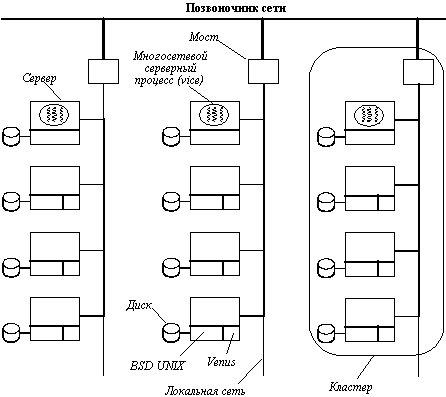 Позвоночник сети
Мост
Многосетевой
серверный
процесс (vice)
Сервер
Диск
BSD UNIX
Venus
Локальная сеть
Кластер